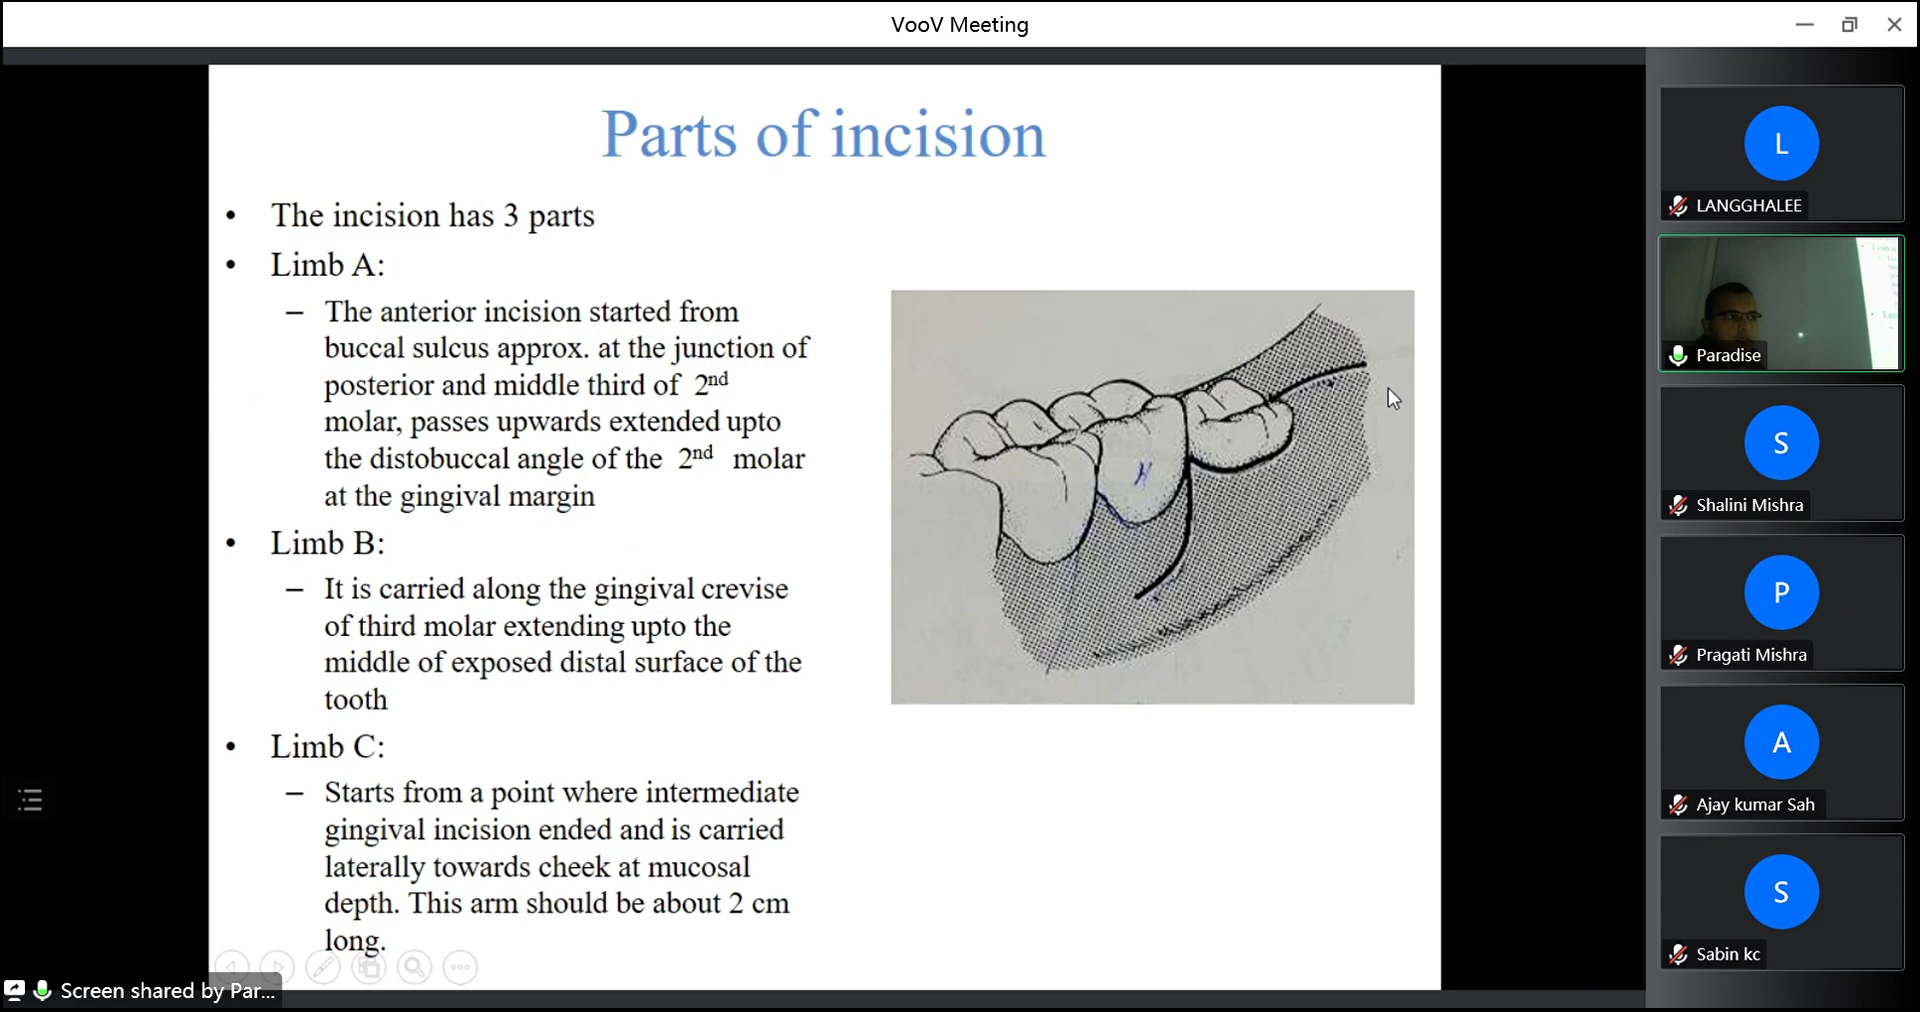 VooV Meeting
Parts of incision
• The incision has 3 parts
• Limb A:
– The anterior incision started from
buccal sulcus approx. at the junction of
posterior and middle third of 2nd
molar, passes upwards extended upto
the distobuccal angle of the 2nd molar
at the gingival margin
• Limb B:
– It is carried along the gingival crevise
of third molar extending upto the
middle of exposed distal surface of the
tooth
• Limb C:
– Starts from a point where intermediate
gingival incision ended and is carried
laterally towards cheek at mucosal
depth. This arm should be about 2 cm
long.
Screen shared by Par...
L
LANGGHALEE
Paradise
S
Shalini Mishra
P
Pragati Mishra
A
Ajay kumar Sah
S
Sabin kc